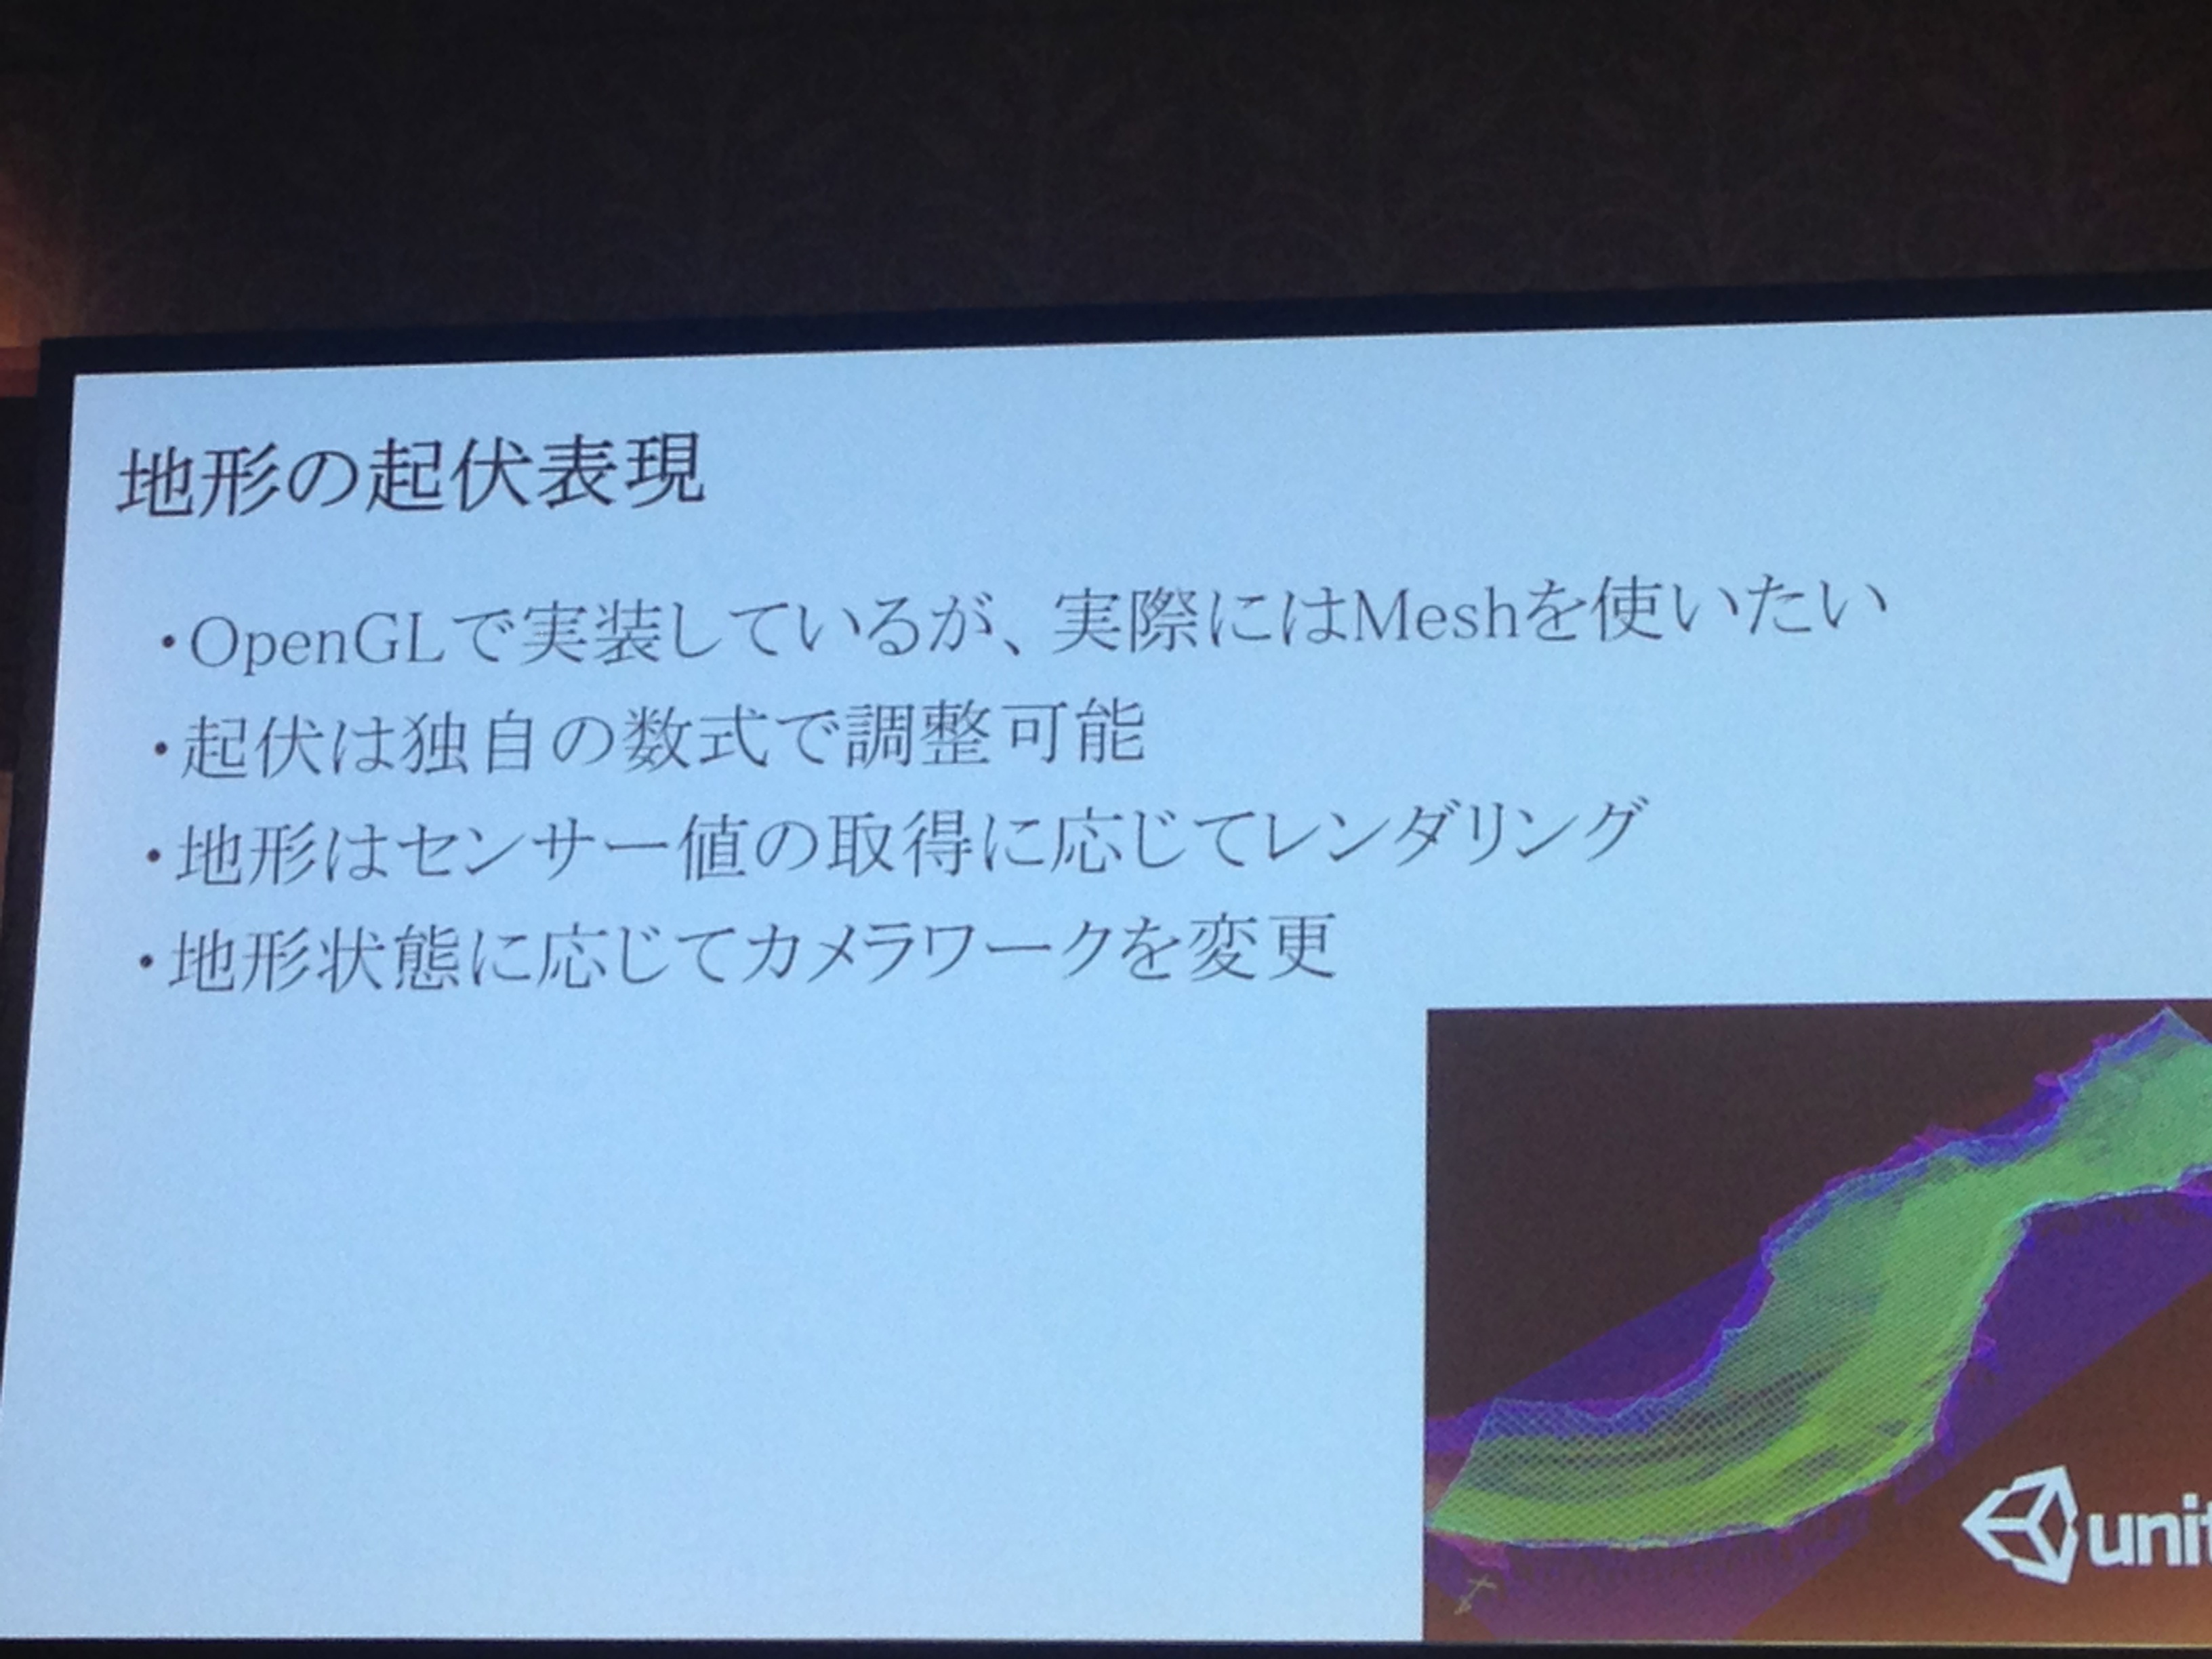 地形の起伏表現
・OpenGLで実装しているが、実際にはMeshを使いたい
・起伏は独自の数式で調整可能
・地形はセンサー値の取得に応じてレンダリング
・地形状態に応じてカメラワークを変更
unit